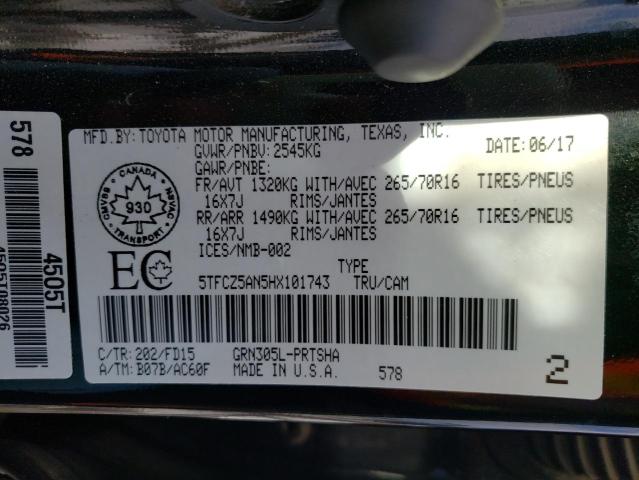 MFD.BY: TOYOTA MOTOR MANUFACTURING, TEXAS, INC.
GVWR/PNBV: 2545KG DATE: 06/17
GAWR/PNBE:
FR/AVT 1320KG WITH/AVEC 265/70R16 TIRES/PNEUS
16X7J RIMS/JANTES
RR/ARR 1490KG WITH/AVEC 265/70R16 TIRES/PNEUS
16X7J RIMS/JANTES
ICES/NMB-002
TYPE
5TFCZ5AN5HX101743 TRU/CAM
C/TR: 202/FD15 GRN305L-PRTSHA
A/TM: B07B/AC60F MADE IN U.S.A. 578
2
CANADA
930
TRANSPORT
CMVSS
NSVAC
EC
578
4505T
4505T08026